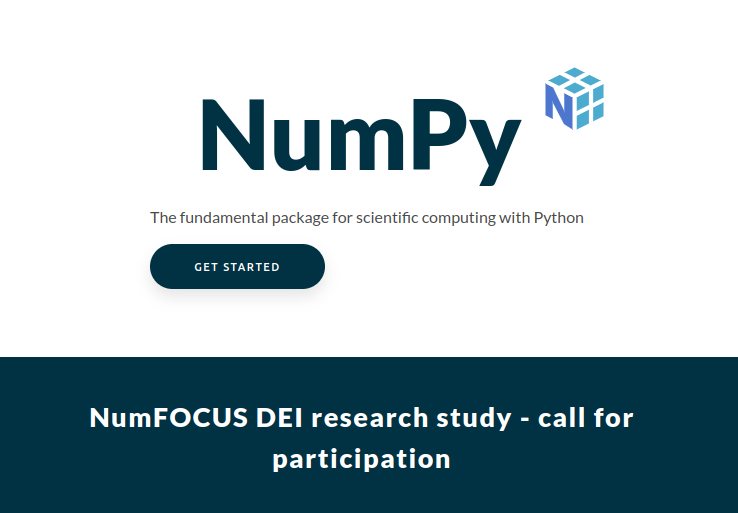 NumPy
N
The fundamental package for scientific computing with Python
GET STARTED
NumFOCUS DEI research study - call for
participation